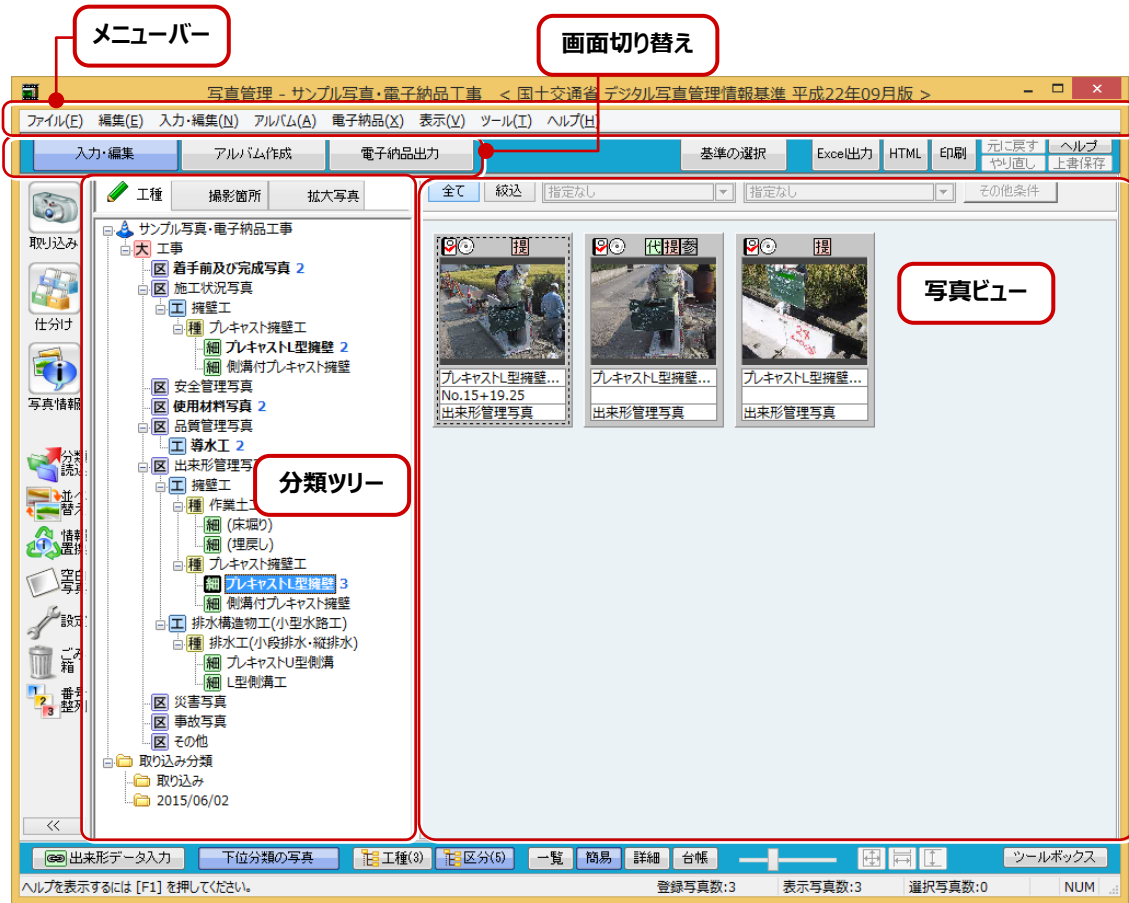 メニューバー
画面切り替え
写真管理 - サンプル写真・電子納品工事 < 国土交通省 デジタル写真管理情報基準 平成22年09月版 >
ファイル(F) 編集(E) 入力・編集(N) アルバム(A) 電子納品(X) 表示(V) ツール(T) ヘルプ(H)
入力・編集 アルバム作成 電子納品出力 基準の選択 Excel出力 HTML 印刷 元に戻す ヘルプ
やり直し 上書保存
工種 撮影箇所 拡大写真
全て 絞込 指定なし 指定なし その他条件
取り込み
仕分け
写真情報
分類
読込
並べ
替え
情報
置換
空白
写真
設定
ごみ
箱
番号
整列
<<
サンプル写真・電子納品工事
大 工事
区 着手前及び完成写真 2
区 施工状況写真
工 擁壁工
種 プレキャスト擁壁工
細 プレキャストL型擁壁 2
細 側溝付プレキャスト擁壁
区 安全管理写真
区 使用材料写真 2
区 品質管理写真
工 導水工 2
区 出来形管理写
工 擁壁工
種 作業土工
細 (床堀り)
細 (埋戻し)
種 プレキャスト擁壁工
細 プレキャストL型擁壁 3
細 側溝付プレキャスト擁壁
工 排水構造物工(小型水路工)
種 排水工(小段排水・縦排水)
細 プレキャストU型側溝
細 L型側溝工
区 災害写真
区 事故写真
区 その他
取り込み分類
取り込み
2015/06/02
分類ツリー
提
プレキャストL型擁壁...
No.15+19.25
出来形管理写真
代提参
プレキャストL型擁壁...
出来形管理写真
提
プレキャストL型擁壁...
出来形管理写真
写真ビュー
出来形データ入力 下位分類の写真 工種(3) 区分(5) 一覧 簡易 詳細 台帳 ツールボックス
ヘルプを表示するには [F1] を押してください。 登録写真数:3 表示写真数:3 選択写真数:0 NUM